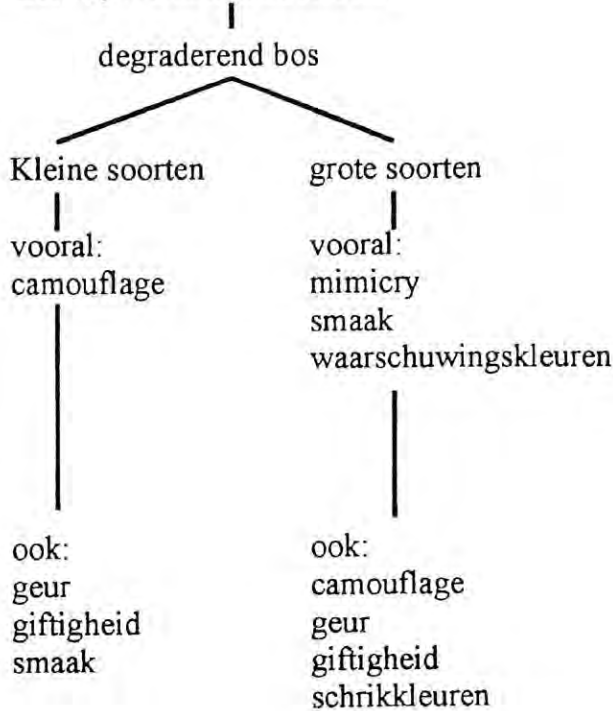 degraderend bos
Kleine soorten
grote soorten
vooral:
camouflage
vooral:
mimicry
smaak
waarschuwingskleuren
ook:
geur
giftigheid
smaak
ook:
camouflage
geur
giftigheid
schrikkleuren